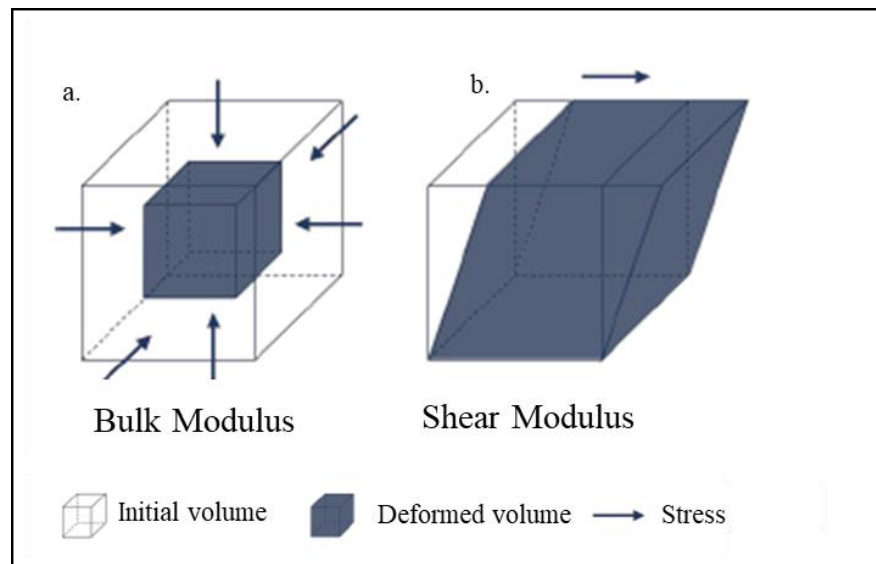 a.
b.
Bulk Modulus
Shear Modulus
Initial volume
Deformed volume
Stress